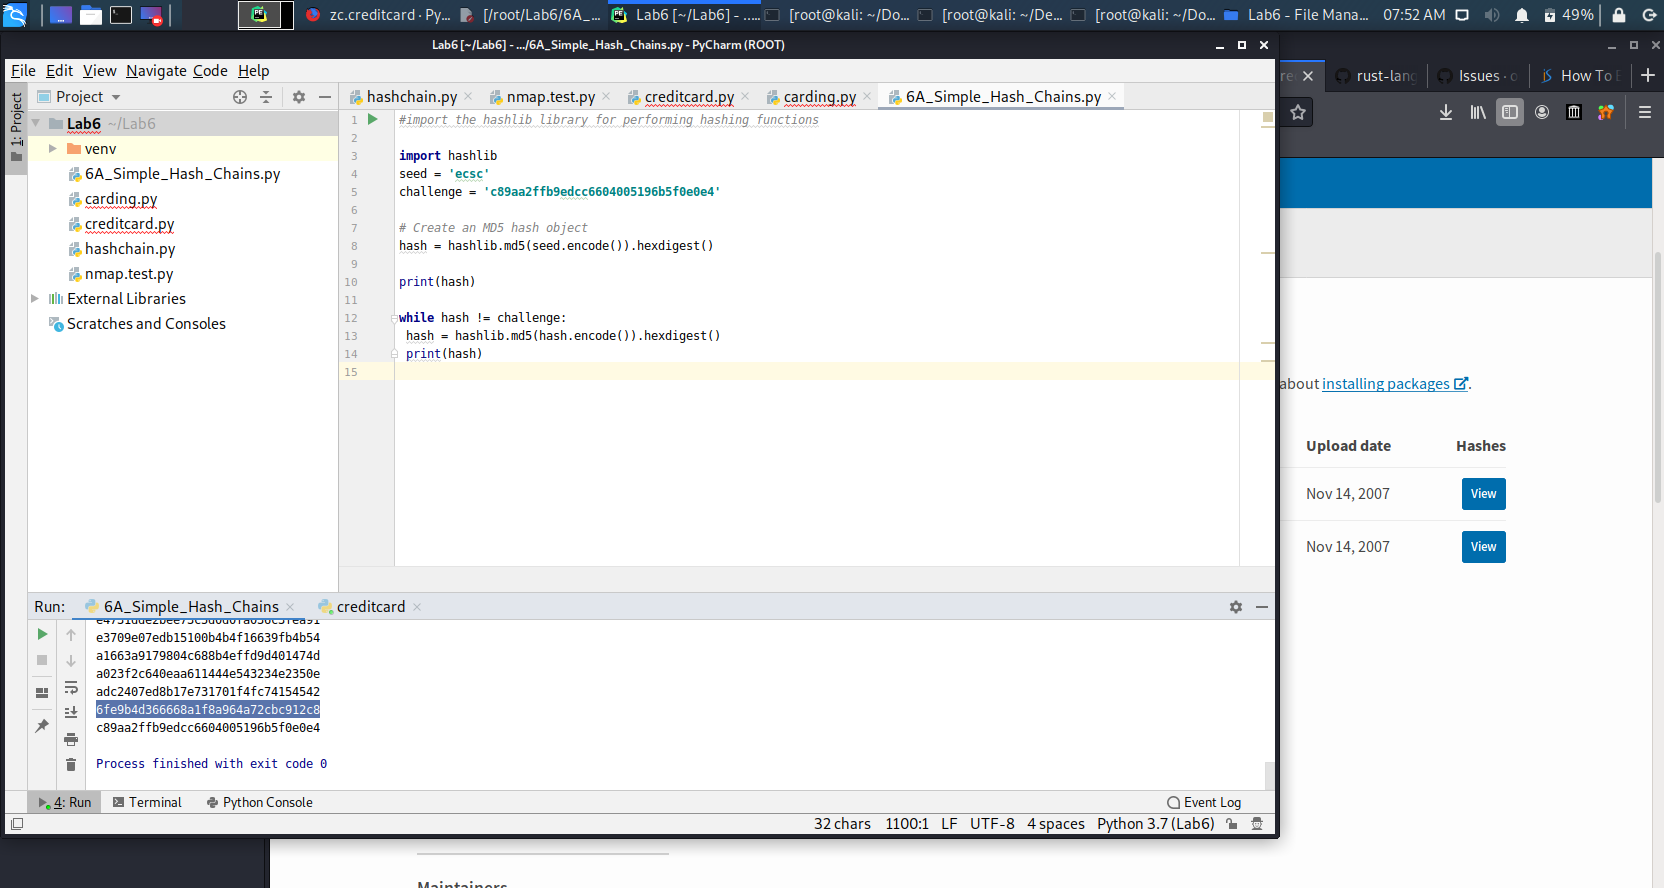 zc.creditcard · Py...
[/root/Lab6/6A_...
Lab6 [~/Lab6] - ....
[root@kali: ~/Do...
[root@kali: ~/De...
[root@kali: ~/Do...
Lab6 - File Mana...
07:52 AM
49%
Lab6 [~/Lab6] - .../6A_Simple_Hash_Chains.py - PyCharm (ROOT)
File Edit View Navigate Code Help
rust-lang
Issues · o
How To E
1: Project
Project
hashchain.py
nmap.test.py
creditcard.py
carding.py
6A_Simple_Hash_Chains.py
Lab6 ~/Lab6
venv
6A_Simple_Hash_Chains.py
carding.py
creditcard.py
hashchain.py
nmap.test.py
External Libraries
Scratches and Consoles
1 #import the hashlib library for performing hashing functions
2
3 import hashlib
4 seed = 'ecsc'
5 challenge = 'c89aa2ffb9edcc6604005196b5f0e0e4'
6
7 # Create an MD5 hash object
8 hash = hashlib.md5(seed.encode()).hexdigest()
9
10 print(hash)
11
12 while hash != challenge:
13 hash = hashlib.md5(hash.encode()).hexdigest()
14 print(hash)
15
about installing packages.
Upload date Hashes
Nov 14, 2007 View
Nov 14, 2007 View
Run: 6A_Simple_Hash_Chains creditcard
e3709e07edb15100b4b4f16639fb4b54
a1663a9179804c688b4effd9d401474d
a023f2c640eaa611444e543234e2350e
adc2407ed8b17e731701f4fc74154542
6fe9b4d366668a1f8a964a72cbc912c8
c89aa2ffb9edcc6604005196b5f0e0e4
Process finished with exit code 0
4: Run Terminal Python Console Event Log
32 chars 1100:1 LF UTF-8 4 spaces Python 3.7 (Lab6)
Maintainers